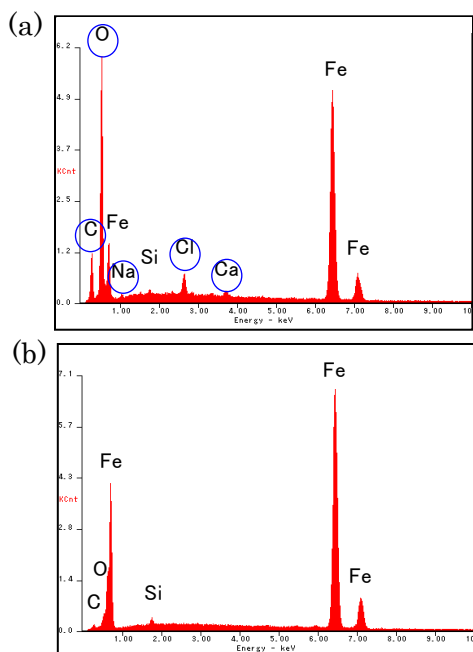 (a)
O
6.2
Fe
4.9
3.7
KCnt
2.5
C
Fe
Cl
1.2
Na
Si
Ca
Fe
0.0
1.00 2.00 3.00 4.00 5.00 6.00 7.00 8.00 9.00 10
Energy - keV
(b)
7.1
Fe
5.7
Fe
4.3
KCnt
2.8
O
1.4
C
Si
Fe
0.0
1.00 2.00 3.00 4.00 5.00 6.00 7.00 8.00 9.00 10.0
Energy - keV